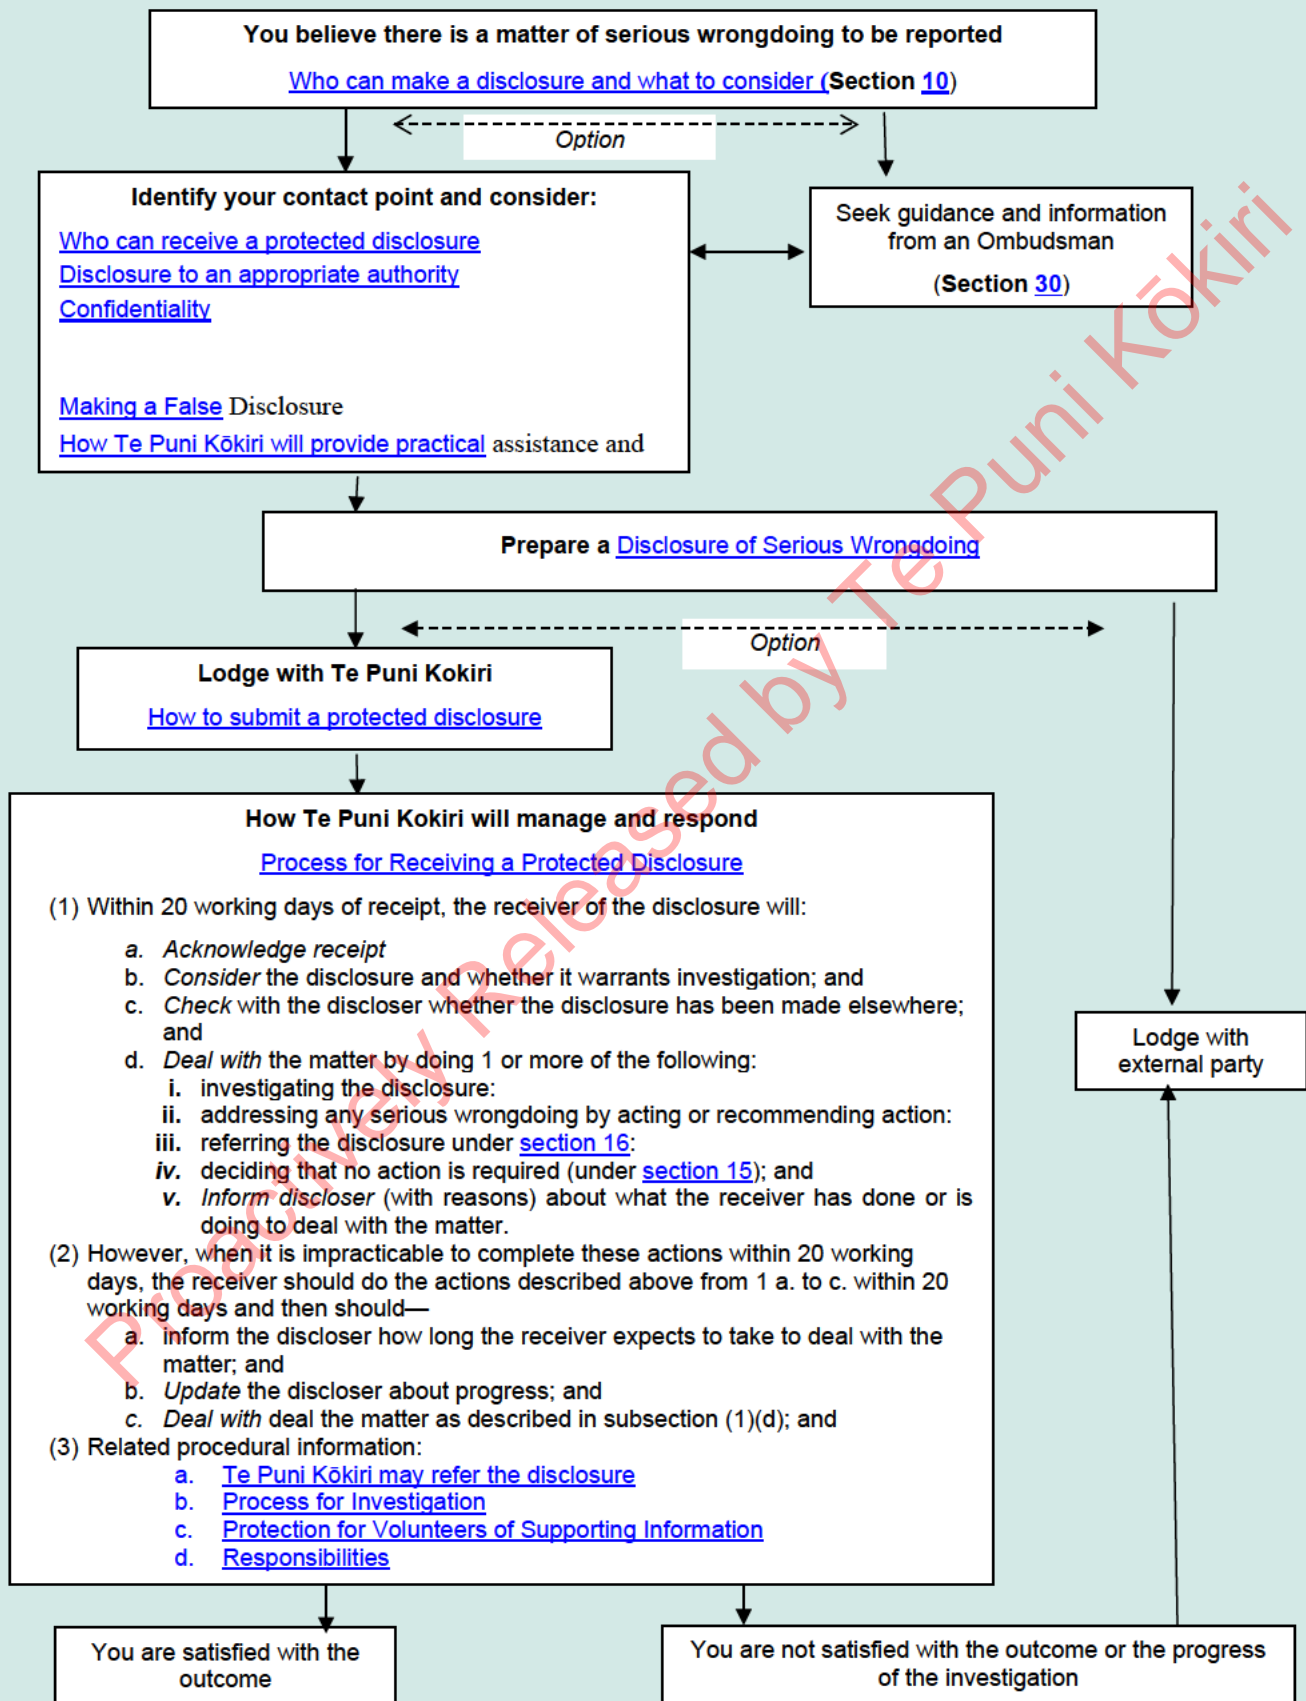 You believe there is a matter of serious wrongdoing to be reported
Who can make a disclosure and what to consider (Section 10)
Option
Identify your contact point and consider:
Who can receive a protected disclosure
Disclosure to an appropriate authority
Confidentiality
Making a False Disclosure
How Te Puni Kōkiri will provide practical assistance and
Seek guidance and information
from an Ombudsman
(Section 30)
Prepare a Disclosure of Serious Wrongdoing
Option
Lodge with Te Puni Kokiri
How to submit a protected disclosure
How Te Puni Kokiri will manage and respond
Process for Receiving a Protected Disclosure
(1) Within 20 working days of receipt, the receiver of the disclosure will:
a. Acknowledge receipt
b. Consider the disclosure and whether it warrants investigation; and
c. Check with the discloser whether the disclosure has been made elsewhere;
and
d. Deal with the matter by doing 1 or more of the following:
i. investigating the disclosure:
ii. addressing any serious wrongdoing by acting or recommending action:
iii. referring the disclosure under section 16:
iv. deciding that no action is required (under section 15); and
v. Inform discloser (with reasons) about what the receiver has done or is
doing to deal with the matter.
(2) However, when it is impracticable to complete these actions within 20 working
days, the receiver should do the actions described above from 1 a. to c. within 20
working days and then should—
a. inform the discloser how long the receiver expects to take to deal with the
matter; and
b. Update the discloser about progress; and
c. Deal with deal the matter as described in subsection (1)(d); and
(3) Related procedural information:
a. Te Puni Kōkiri may refer the disclosure
b. Process for Investigation
c. Protection for Volunteers of Supporting Information
d. Responsibilities
Lodge with
external party
You are satisfied with the
outcome
You are not satisfied with the outcome or the progress
of the investigation
Proactively Released by Te Puni Kōkiri